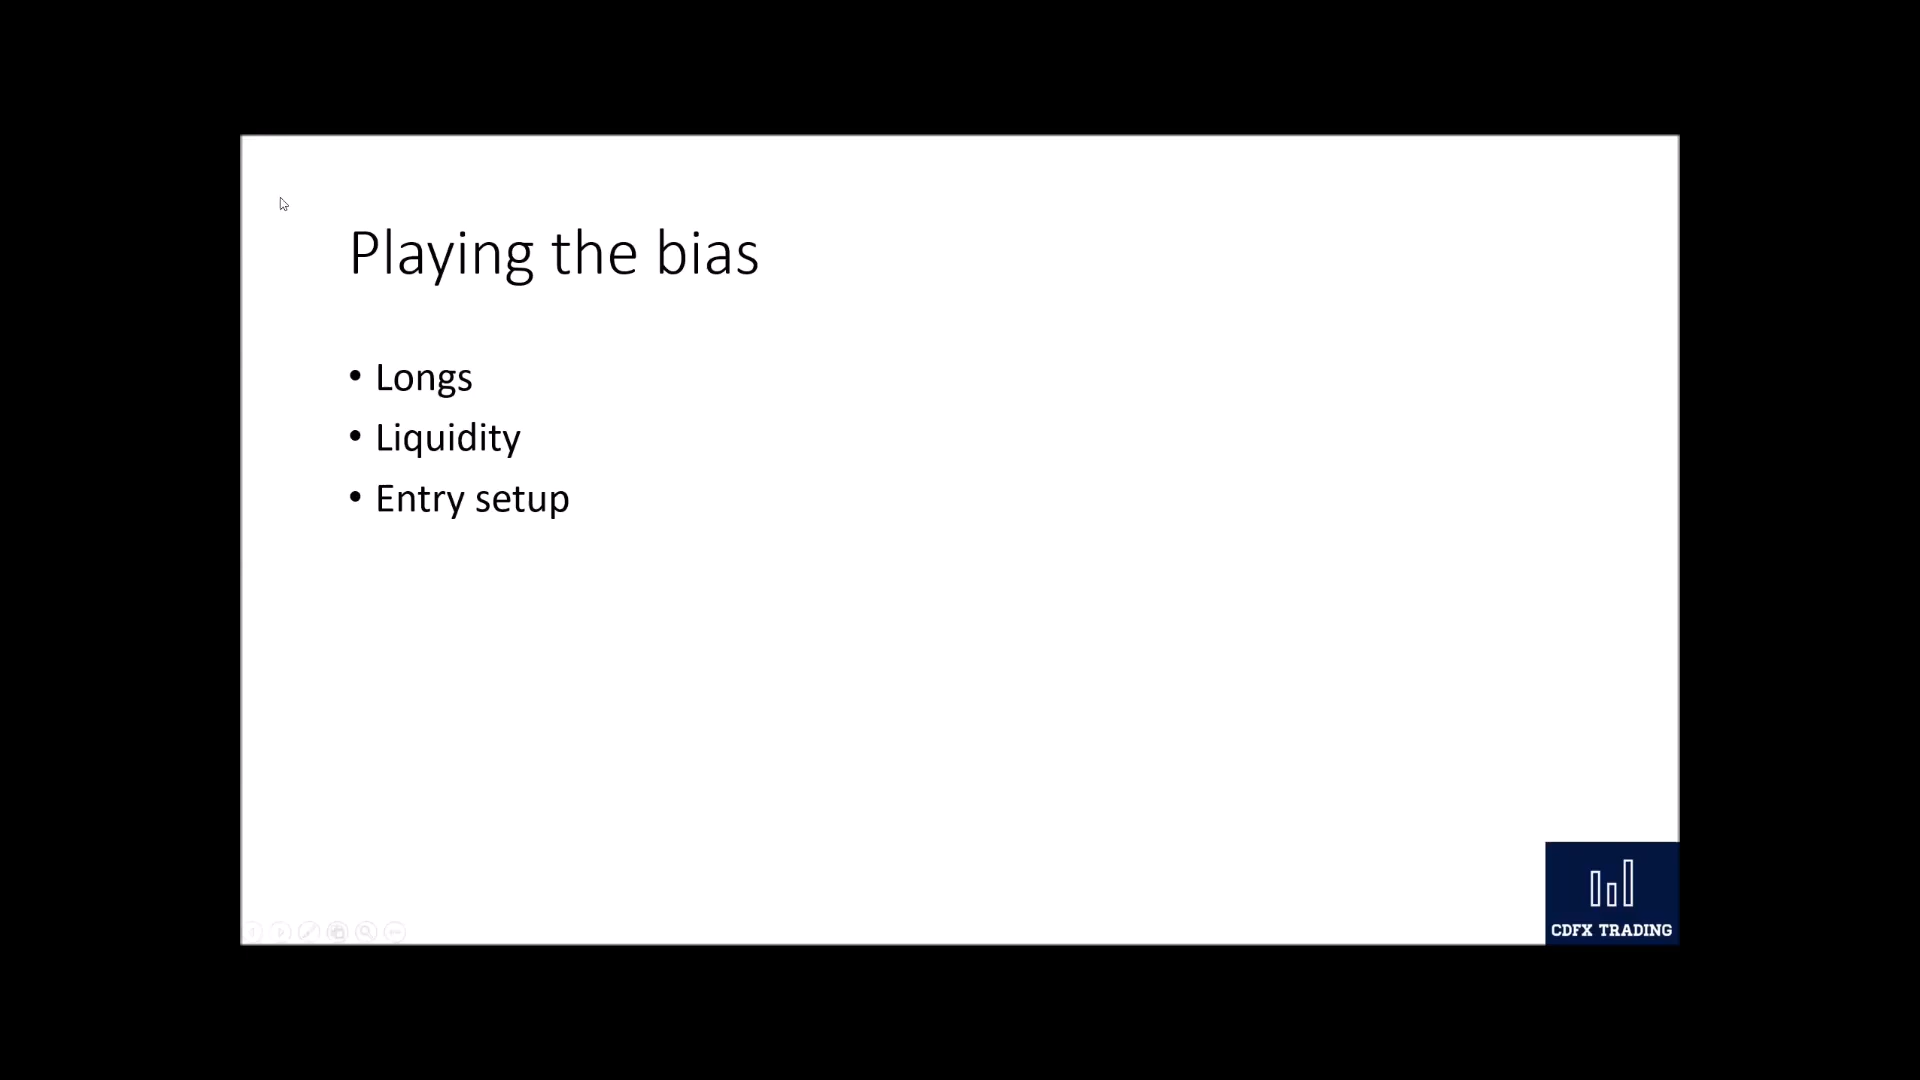 Playing the bias
• Longs
• Liquidity
• Entry setup
CDFX TRADING